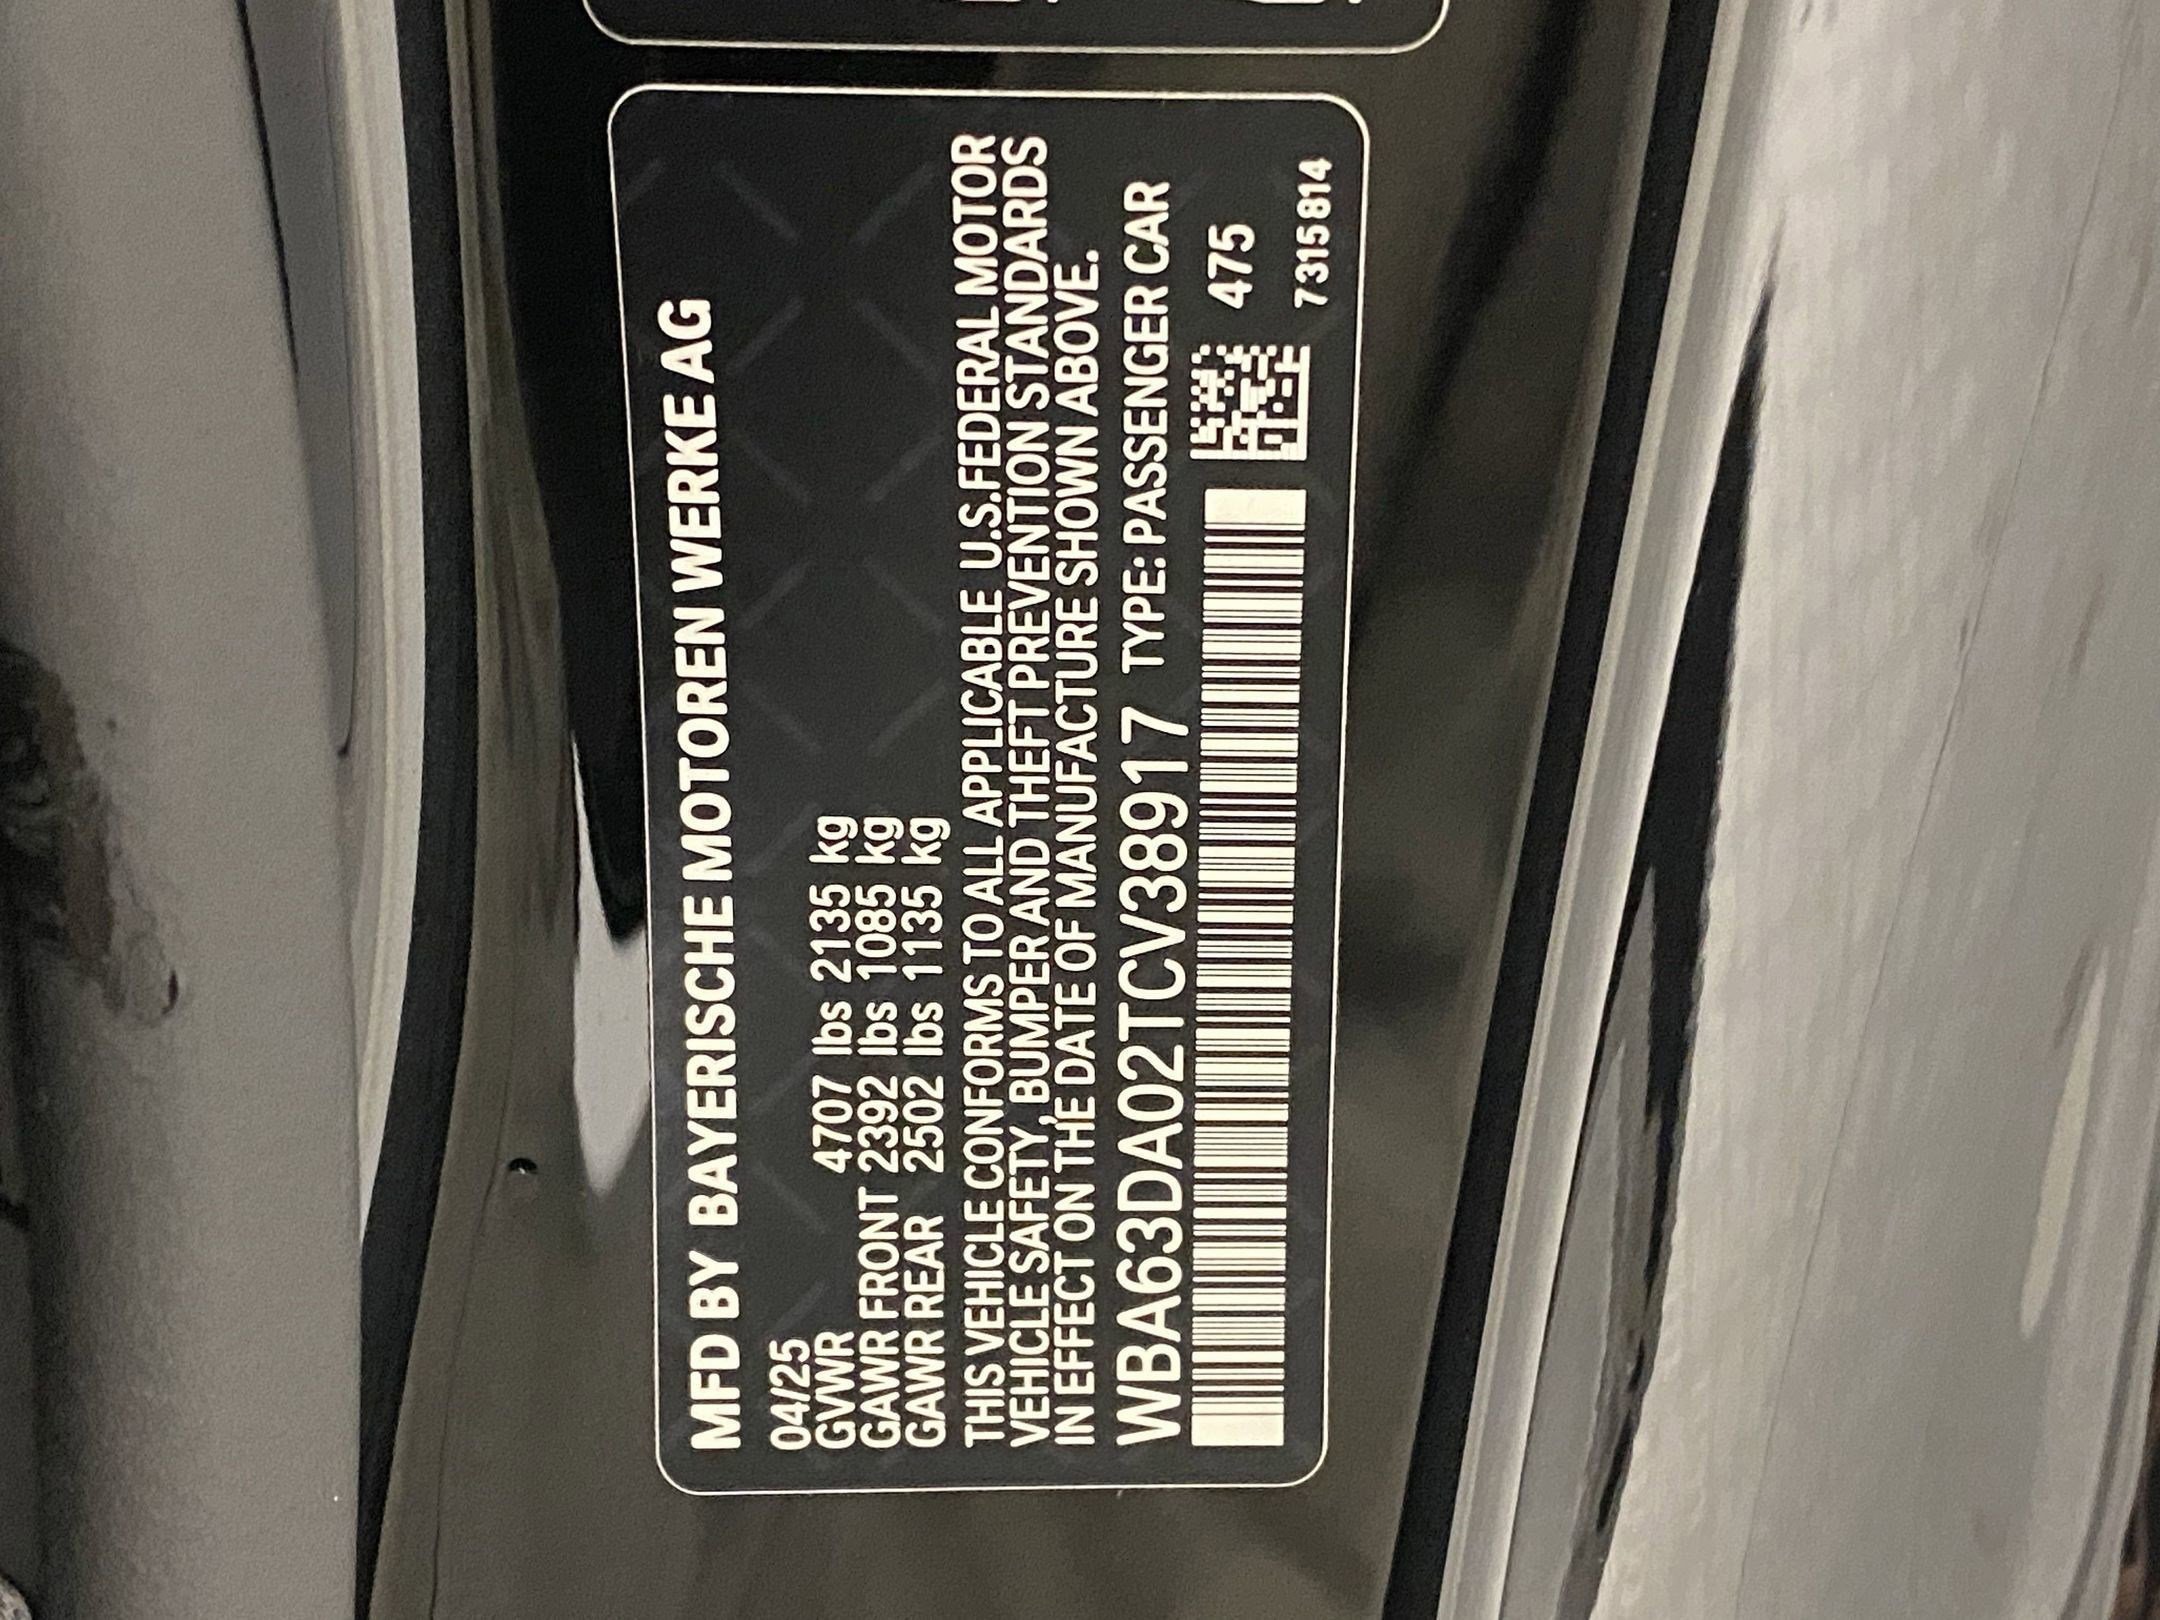 MFD BY BAYERISCHE MOTOREN WERKE AG
04/25
GVWR 4707 lbs 2135 kg
GAWR FRONT 2392 lbs 1085 kg
GAWR REAR 2502 lbs 1135 kg
THIS VEHICLE CONFORMS TO ALL APPLICABLE U.S.FEDERAL MOTOR
VEHICLE SAFETY, BUMPER AND THEFT PREVENTION STANDARDS
IN EFFECT ON THE DATE OF MANUFACTURE SHOWN ABOVE.
WBA63DA02TCV38917 TYPE: PASSENGER CAR
475
7315814